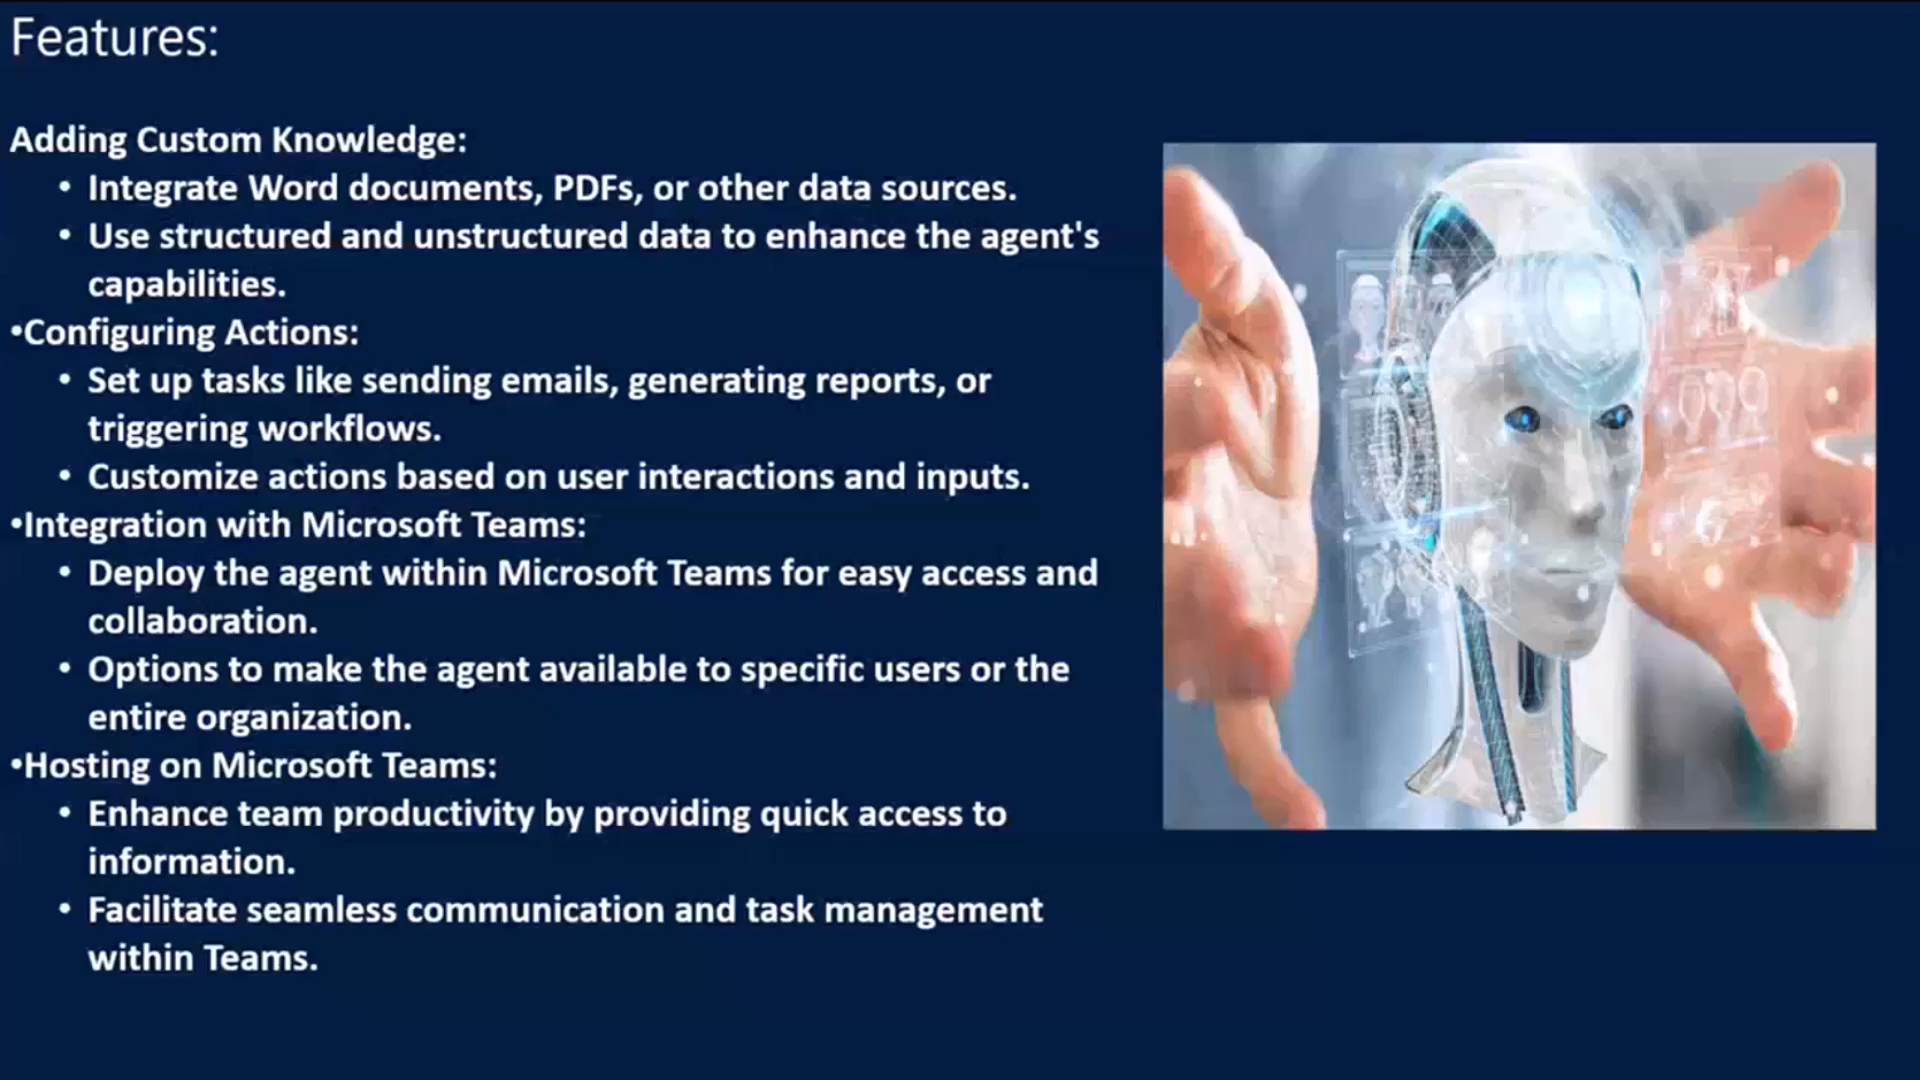 Features:
Adding Custom Knowledge:
• Integrate Word documents, PDFs, or other data sources.
• Use structured and unstructured data to enhance the agent's
capabilities.
•Configuring Actions:
• Set up tasks like sending emails, generating reports, or
triggering workflows.
• Customize actions based on user interactions and inputs.
•Integration with Microsoft Teams:
• Deploy the agent within Microsoft Teams for easy access and
collaboration.
• Options to make the agent available to specific users or the
entire organization.
•Hosting on Microsoft Teams:
• Enhance team productivity by providing quick access to
information.
• Facilitate seamless communication and task management
within Teams.